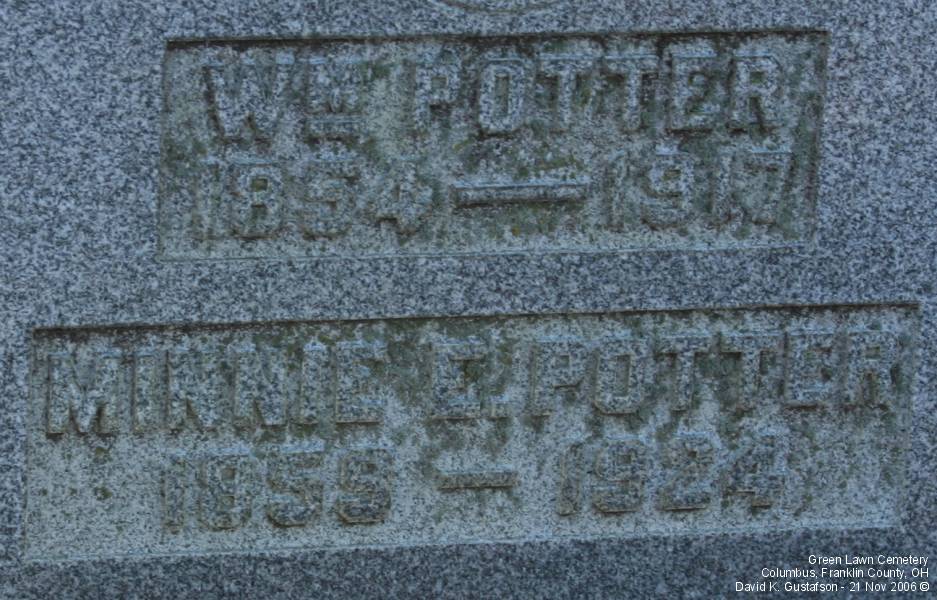 WM POTTER
1854 — 1917
MINNIE E. POTTER
1856 — 1924
Green Lawn Cemetery
Columbus, Franklin County, OH
David K. Gustafson - 21 Nov 2006 ©